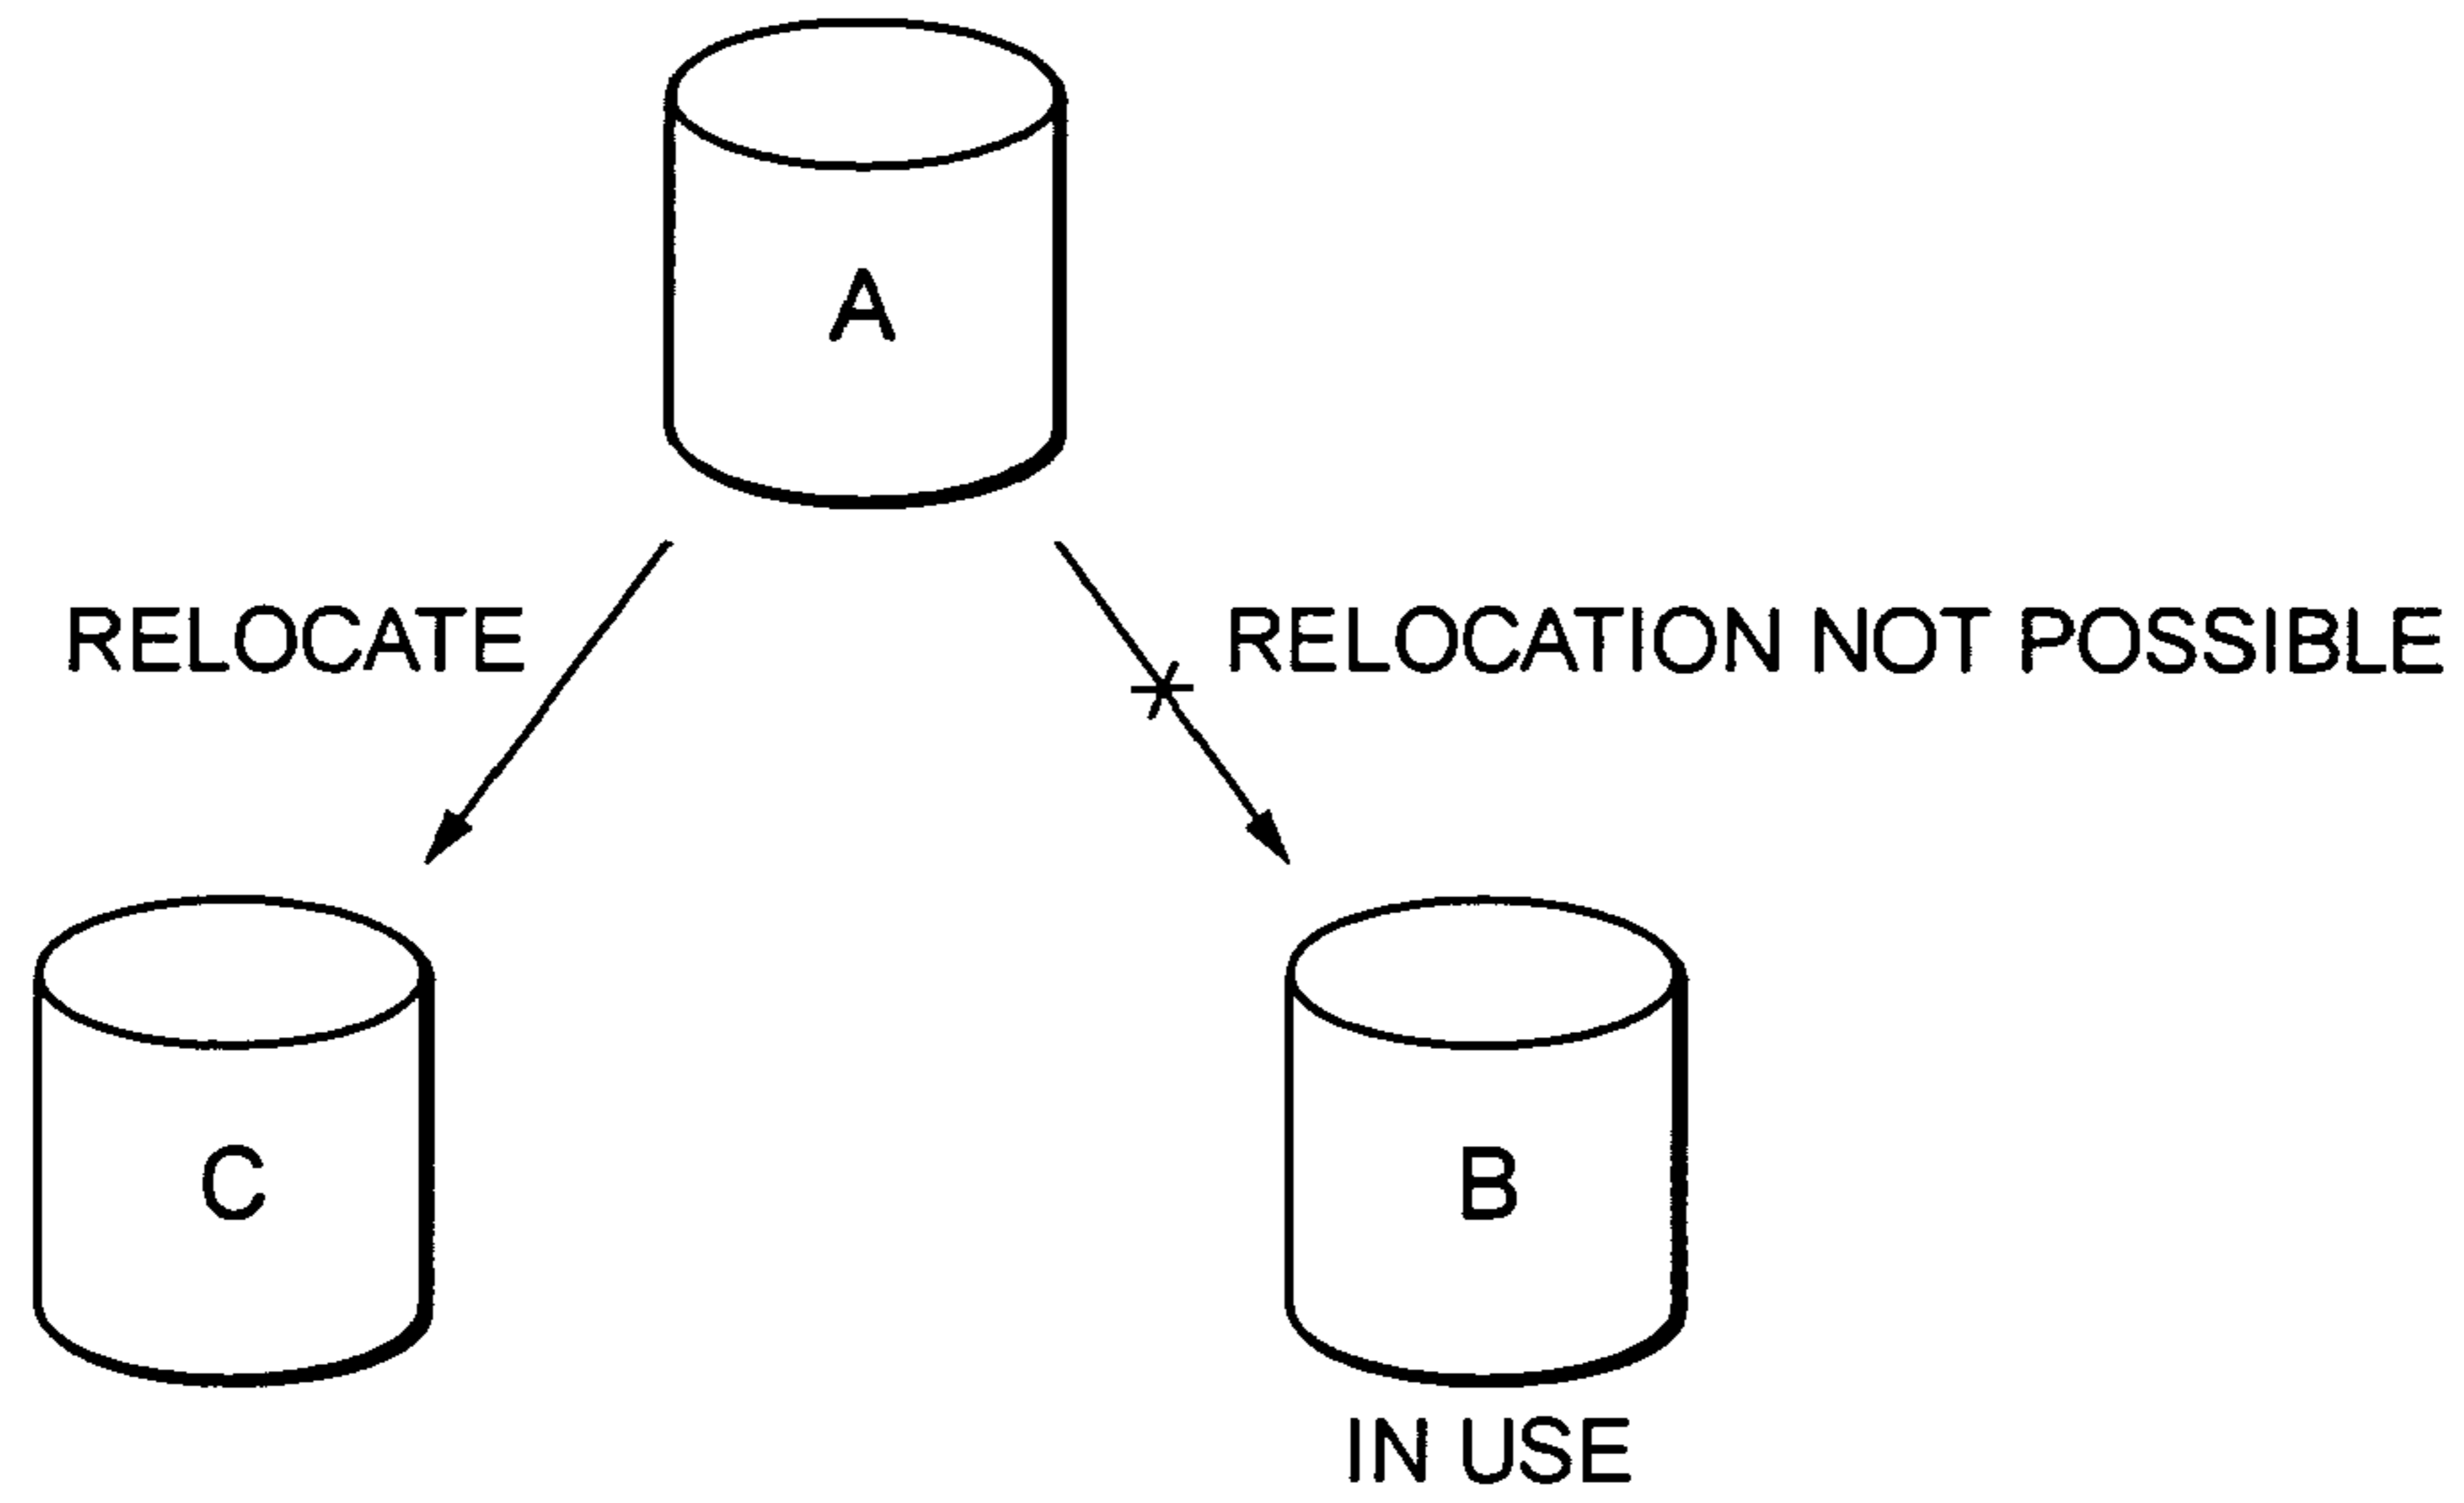 A
RELOCATE
RELOCATION NOT POSSIBLE
C
B
IN USE